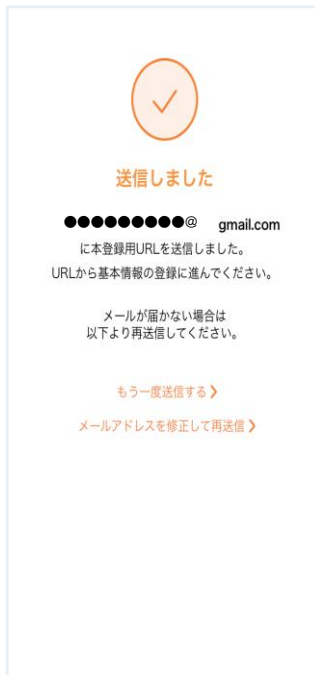 送信しました
●●●●●●●●●@ gmail.com
に本登録用URLを送信しました。
URLから基本情報の登録に進んでください。
メールが届かない場合は
以下より再送信してください。
もう一度送信する ❯
メールアドレスを修正して再送信 ❯